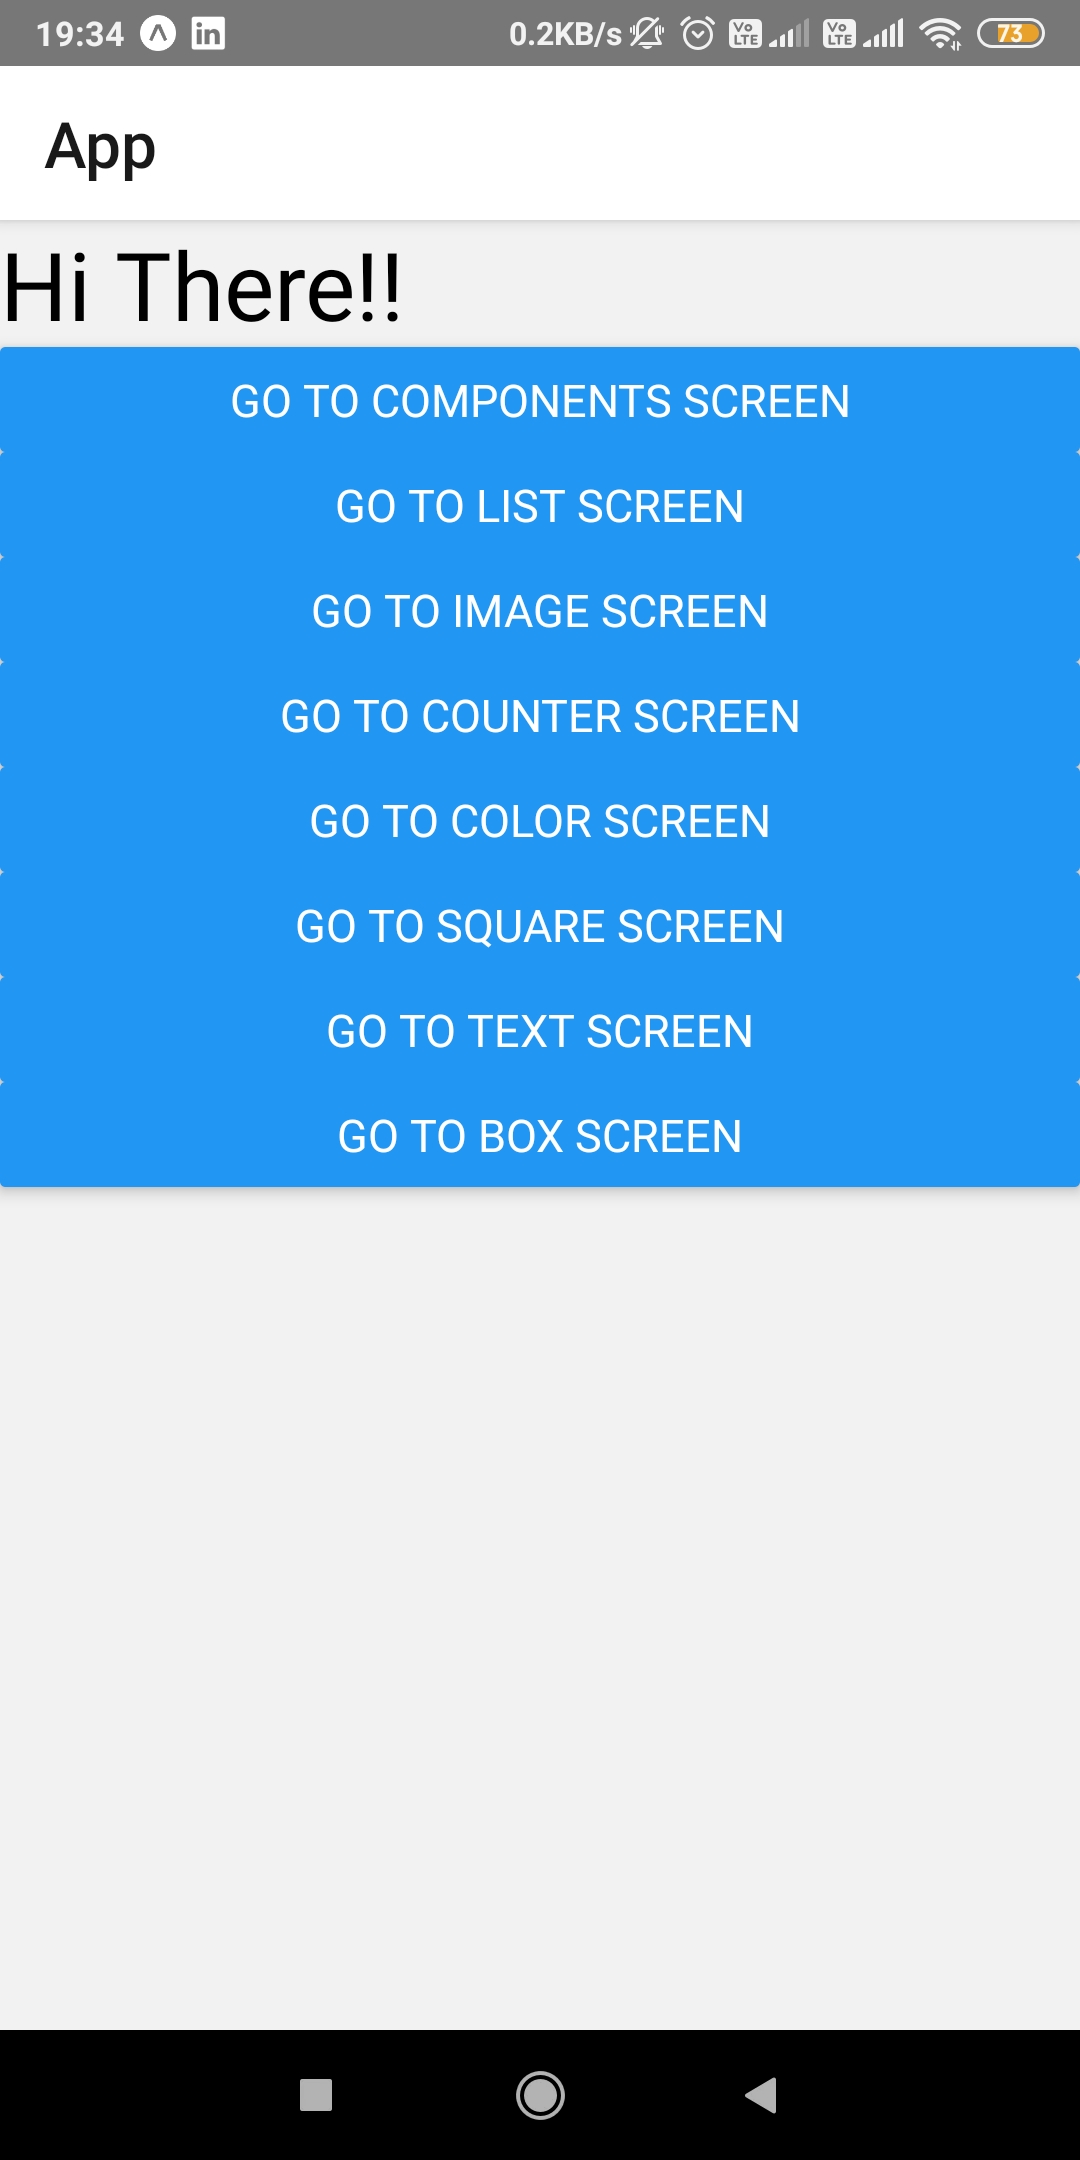 19:34 in 0.2KB/s Vo LTE Vo LTE 73
App
Hi There!!
GO TO COMPONENTS SCREEN
GO TO LIST SCREEN
GO TO IMAGE SCREEN
GO TO COUNTER SCREEN
GO TO COLOR SCREEN
GO TO SQUARE SCREEN
GO TO TEXT SCREEN
GO TO BOX SCREEN